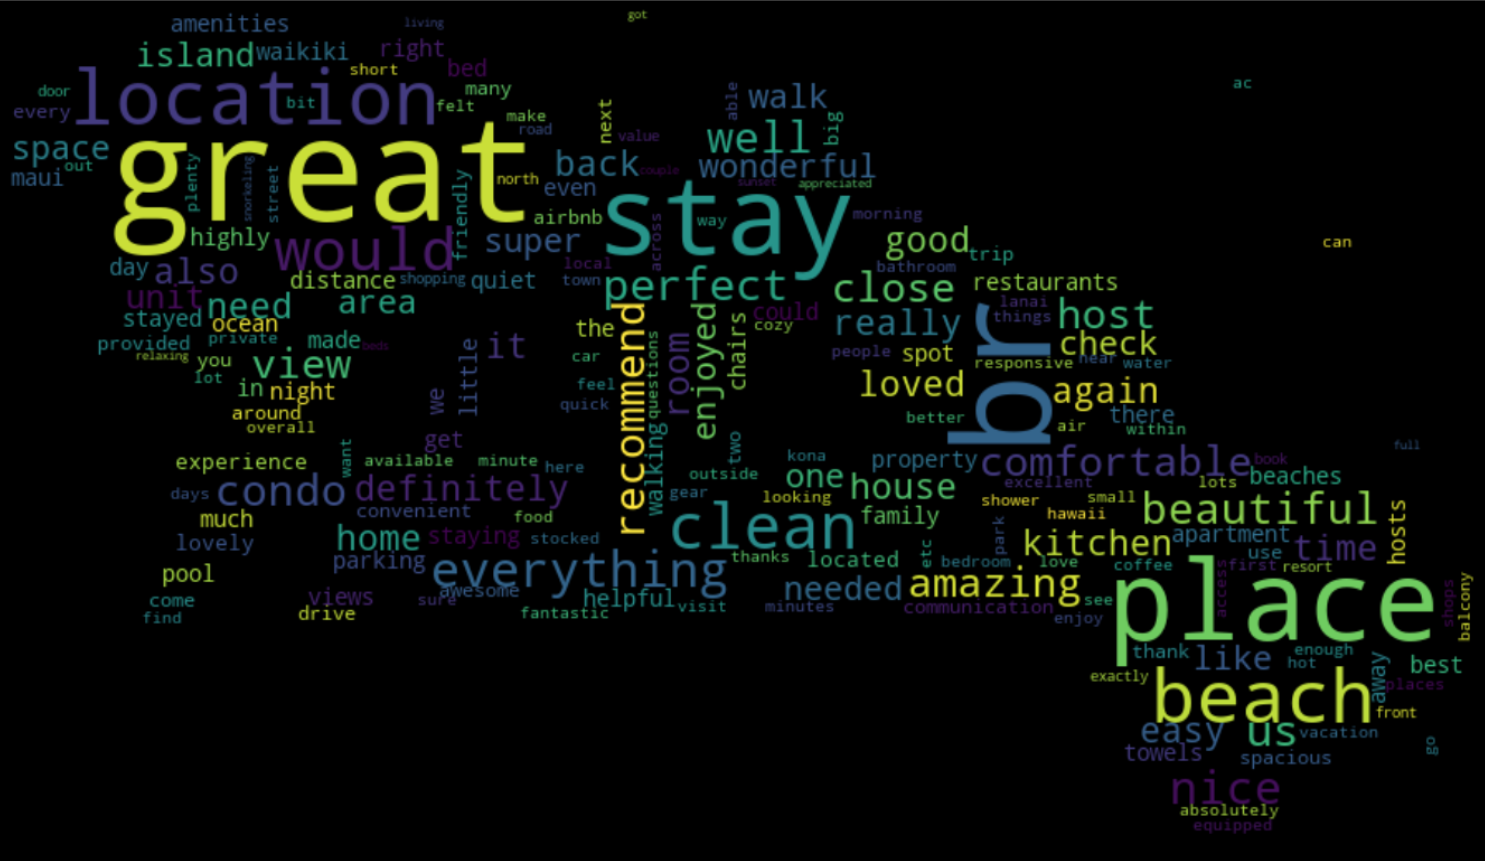 got
amenities
living
island
waikiki
right
short
bed
ac
door
location
bit
many
every
felt
make
next
able
walk
road
value
well
big
space
great
out
maui
plenty
snorkeling
street
friendly
north
back
couple
wonderful
even
sunset
appreciated
airbnb
stay
way
morning
highly
would
super
across
good
trip
can
day
also
distance
shopping
quiet
local
town
bathroom
unit
need
area
perfect
close
restaurants
stayed
ocean
could
lanai
things
host
provided
private
made
beds
the
cozy
really
check
relaxing
you
view
it
car
people
spot
br
responsive
near
water
lot
in
night
we
little
feel
quick
recommend
questions
room
enjoyed
chairs
loved
again
around
overall
better
air
there
within
get
want
walking
two
full
experience
available
minute
here
outside
kona
property
comfortable
book
days
condo
definitely
convenient
gear
looking
one
house
excellent
lots
beaches
much
food
shower
small
hawaii
beautiful
lovely
home
staying
stocked
clean
family
park
kitchen
apartment
time
hosts
parking
everything
thanks
located
etc
bedroom
love
coffee
use
first
resort
pool
awesome
needed
amazing
access
shops
balcony
come
views
sure
helpful
visit
minutes
communication
see
place
find
drive
fantastic
enjoy
thank
like
enough
hot
away
best
exactly
beach
places
front
easy
us
vacation
go
towels
spacious
nice
absolutely
equipped